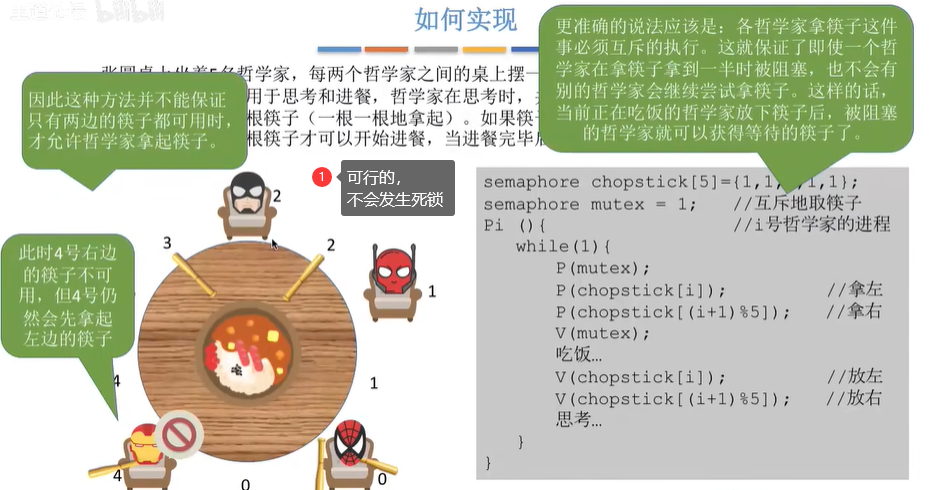 如何实现
更准确的说法应该是：各哲学家拿筷子这件
事必须互斥的执行。这就保证了即使一个哲
学家在拿筷子拿到一半时被阻塞，也不会有
别的哲学家会继续尝试拿筷子。这样的话，
当前正在吃饭的哲学家放下筷子后，被阻塞
的哲学家就可以获得等待的筷子了。
张圆桌上坐着5名哲学家，每两个哲学家之间的桌上摆一
用于思考和进餐，哲学家在思考时，
根筷子（一根一根地拿起）。如果筷
根筷子才可以开始进餐，当进餐完毕
因此这种方法并不能保证
只有两边的筷子都可用时，
才允许哲学家拿起筷子。
1
可行的，
不会发生死锁
2
3
2
1
1
4
4
0
0
此时4号右边
的筷子不可
用，但4号仍
然会先拿起
左边的筷子
semaphore chopstick[5]={1,1, ,1,1};
semaphore mutex = 1; //互斥地取筷子
Pi (){ //i号哲学家的进程
while(1){
P(mutex);
P(chopstick[i]); //拿左
P(chopstick[(i+1)%5]); //拿右
V(mutex);
吃饭…
V(chopstick[i]); //放左
V(chopstick[(i+1)%5]); //放右
思考…
}
}